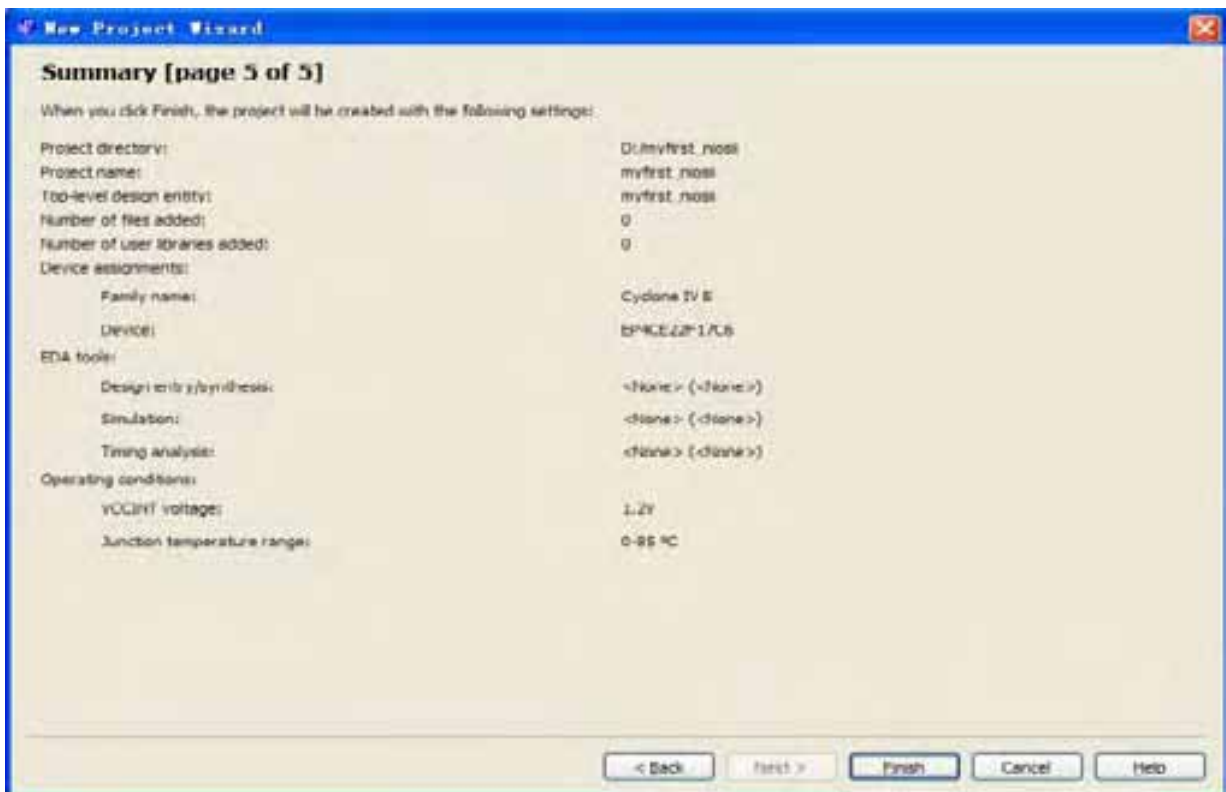 New Project Wizard
Summary [page 5 of 5]
When you click Finish, the project will be created with the following settings:
Project directory: D:/myfirst_niosii
Project name: myfirst_niosii
Top-level design entity: myfirst_niosii
Number of files added: 0
Number of user libraries added: 0
Device assignments:
Family name: Cyclone IV E
Device: EP4CE22F17C6
EDA tools:
Design entry/synthesis: <None> (<None>)
Simulation: <None> (<None>)
Timing analysis: <None> (<None>)
Operating conditions:
VCCINT voltage: 1.2V
Junction temperature range: 0-85 ºC
< Back Next > Finish Cancel Help